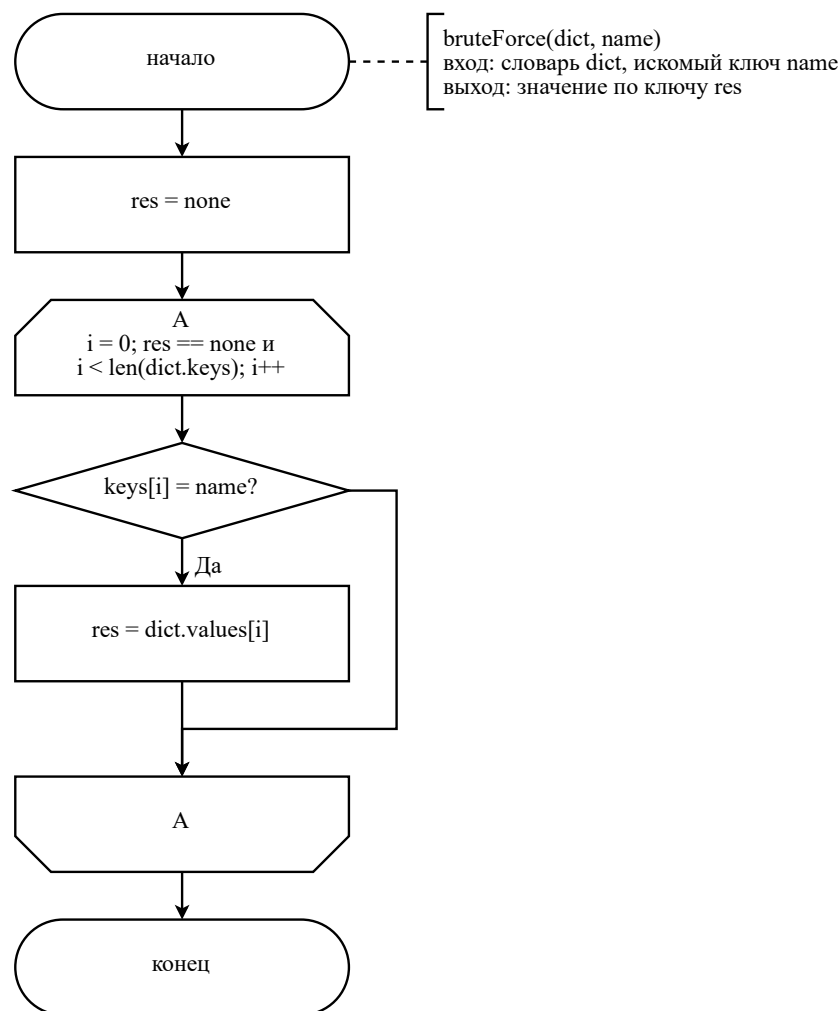 начало
bruteForce(dict, name)
вход: словарь dict, искомый ключ name
выход: значение по ключу res
res = none
А
i = 0; res == none и
i < len(dict.keys); i++
keys[i] = name?
Да
res = dict.values[i]
А
конец